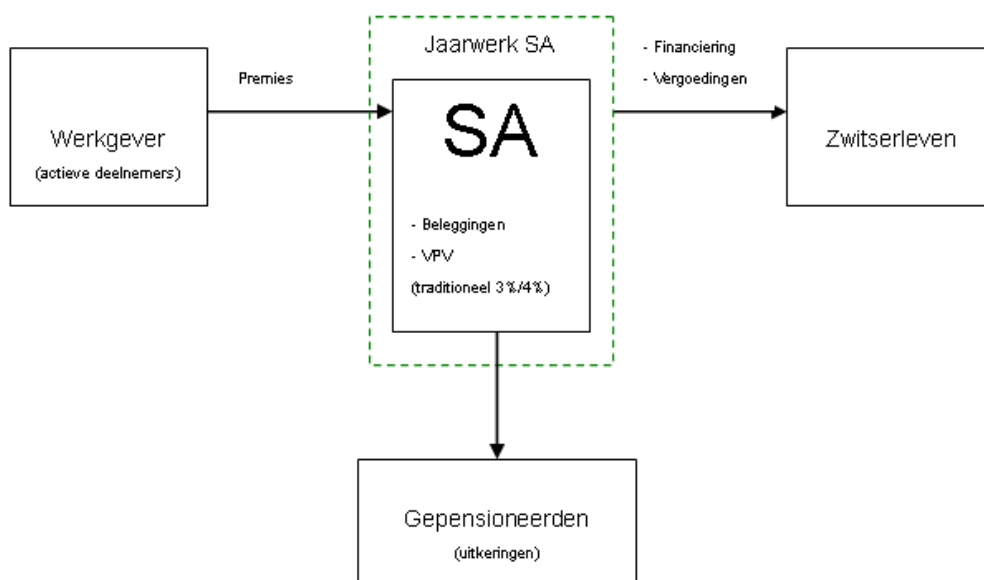 Jaarwerk SA
- Financiering
- Vergoedingen
Premies
SA
Werkgever
(actieve deelnemers)
Zwitserleven
- Beleggingen
- VPV
(traditioneel 3%/4%)
Gepensioneerden
(uitkeringen)